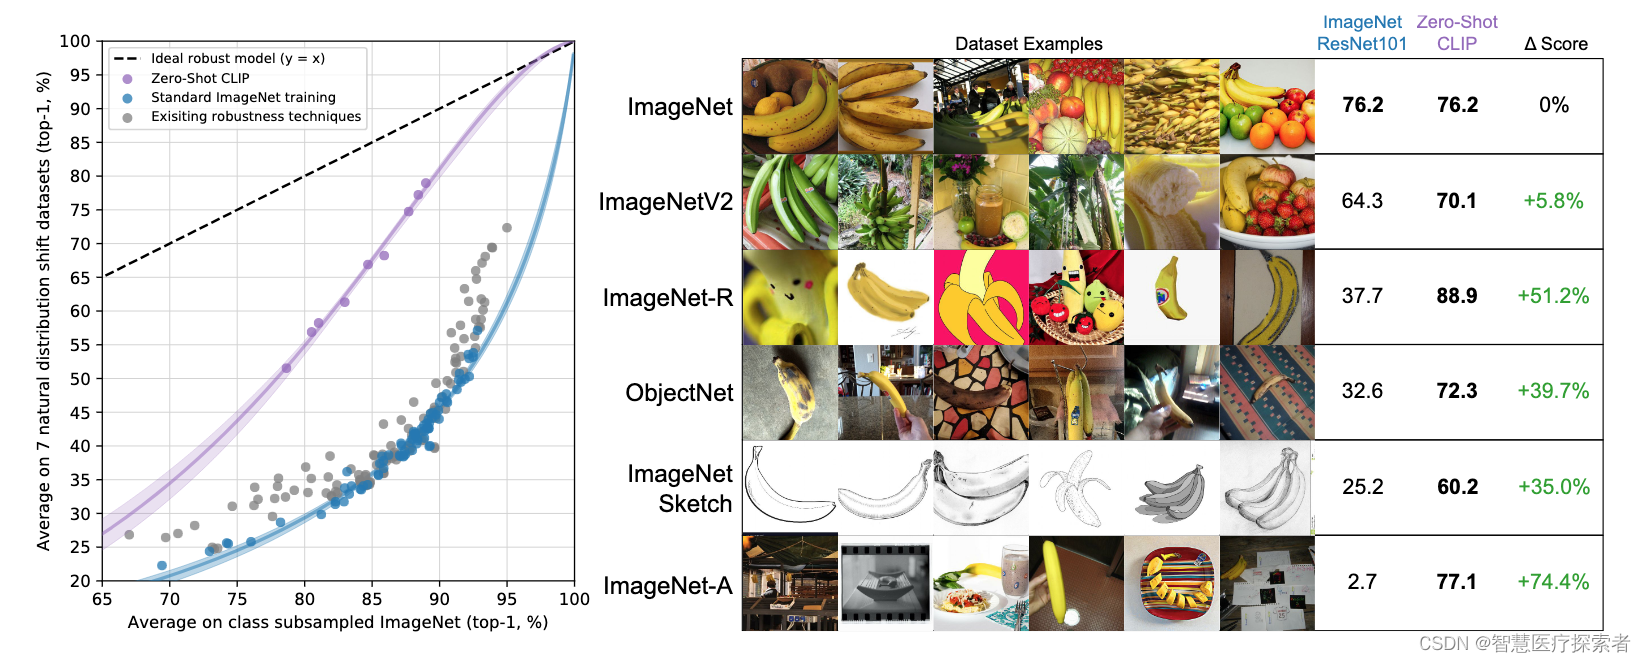 100
95
90
85
80
75
70
65
60
55
50
45
40
35
30
25
20
Average on 7 natural distribution shift datasets (top-1, %)
Ideal robust model (y = x)
Zero-Shot CLIP
Standard ImageNet training
Exisiting robustness techniques
65 70 75 80 85 90 95 100
Average on class subsampled ImageNet (top-1, %)
ImageNet Zero-Shot
Dataset Examples ResNet101 CLIP Δ Score
ImageNet 76.2 76.2 0%
ImageNetV2 64.3 70.1 +5.8%
ImageNet-R 37.7 88.9 +51.2%
ObjectNet 32.6 72.3 +39.7%
ImageNet
Sketch 25.2 60.2 +35.0%
ImageNet-A 2.7 77.1 +74.4%
CSDN @智慧医疗探索者